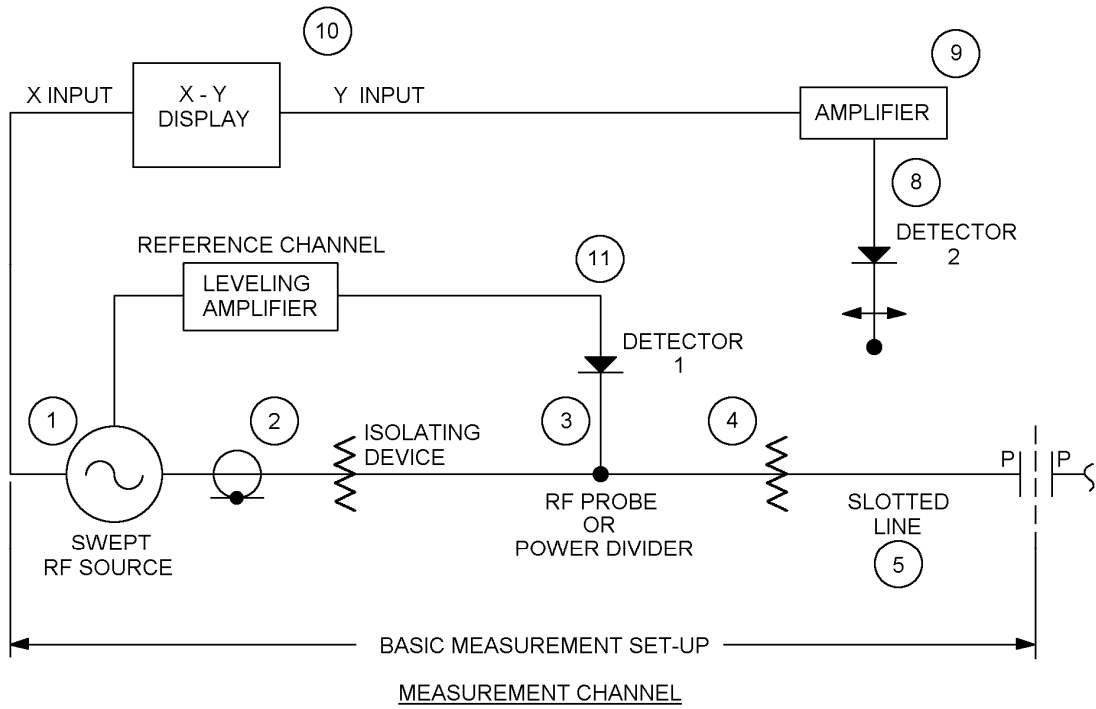 10
9
X INPUT
X - Y
DISPLAY
Y INPUT
AMPLIFIER
8
DETECTOR
2
REFERENCE CHANNEL
LEVELING
AMPLIFIER
11
DETECTOR
1
1
2
ISOLATING
DEVICE
3
4
RF PROBE
OR
POWER DIVIDER
SLOTTED
LINE
5
P
P
SWEPT
RF SOURCE
BASIC MEASUREMENT SET-UP
MEASUREMENT CHANNEL